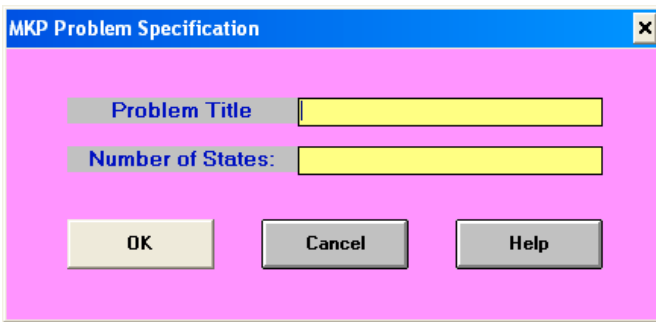 MKP Problem Specification
Problem Title
Number of States:
OK Cancel Help